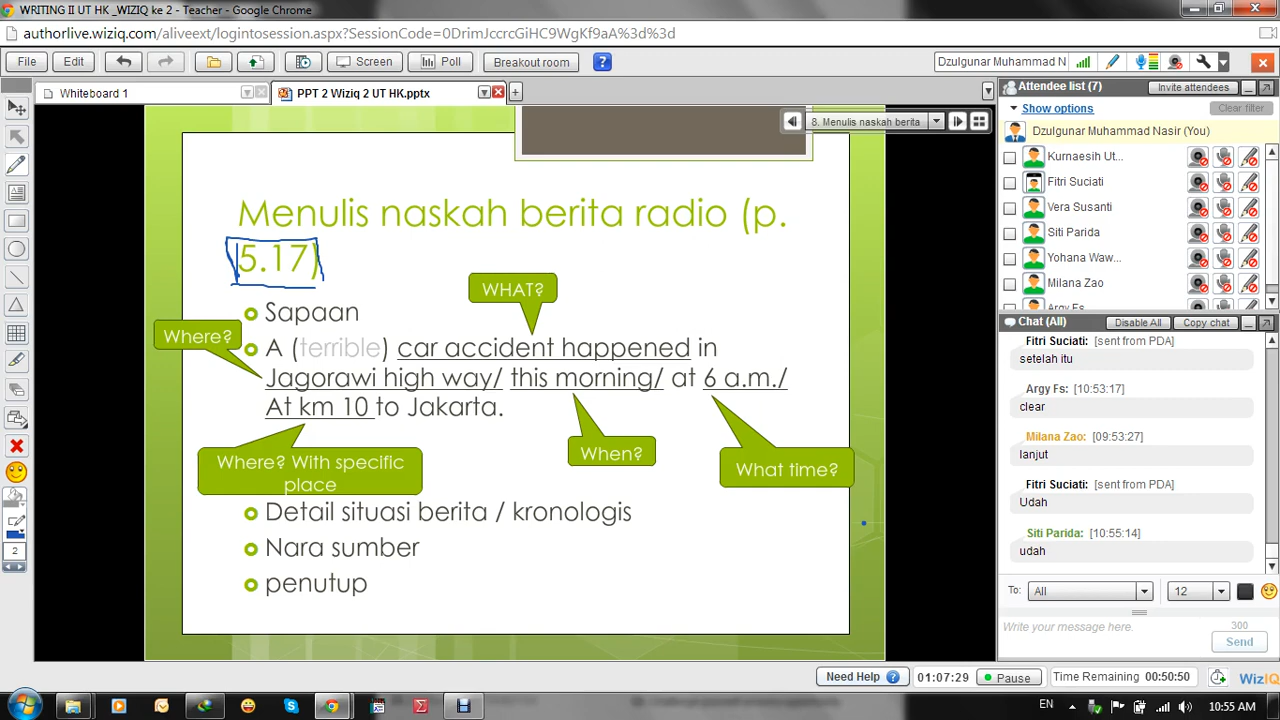 WRITING II UT HK _WIZIQ ke 2 - Teacher - Google Chrome
authorlive.wiziq.com/aliveext/logintosession.aspx?SessionCode=0DrimJccrcGiHC9WgKf9aA%3d%3d
File Edit Screen Poll Breakout room ? Dzulgunar Muhammad N
Whiteboard 1 PPT 2 Wiziq 2 UT HK.pptx
Attendee list (7) Invite attendees
Show options Clear filter
Dzulgunar Muhammad Nasir (You)
Kurnaesih Ut...
Fitri Suciati
Vera Susanti
Siti Parida
Yohana Waw...
Milana Zao
Argy Fs
8. Menulis naskah berita
Menulis naskah berita radio (p.
5.17)
WHAT?
Sapaan
Where?
A (terrible) car accident happened in
Jagorawi high way/ this morning/ at 6 a.m./
At km 10 to Jakarta.
When?
Where? With specific
place
What time?
Detail situasi berita / kronologis
Nara sumber
penutup
Chat (All) Disable All Copy chat
Fitri Suciati: [sent from PDA]
setelah itu
Argy Fs: [10:53:17]
clear
Milana Zao: [09:53:27]
lanjut
Fitri Suciati: [sent from PDA]
Udah
Siti Parida: [10:55:14]
udah
To: All 12
Write your message here. 300
Send
2
Need Help ? 01:07:29 Pause Time Remaining 00:50:50 WizIQ
EN 10:55 AM